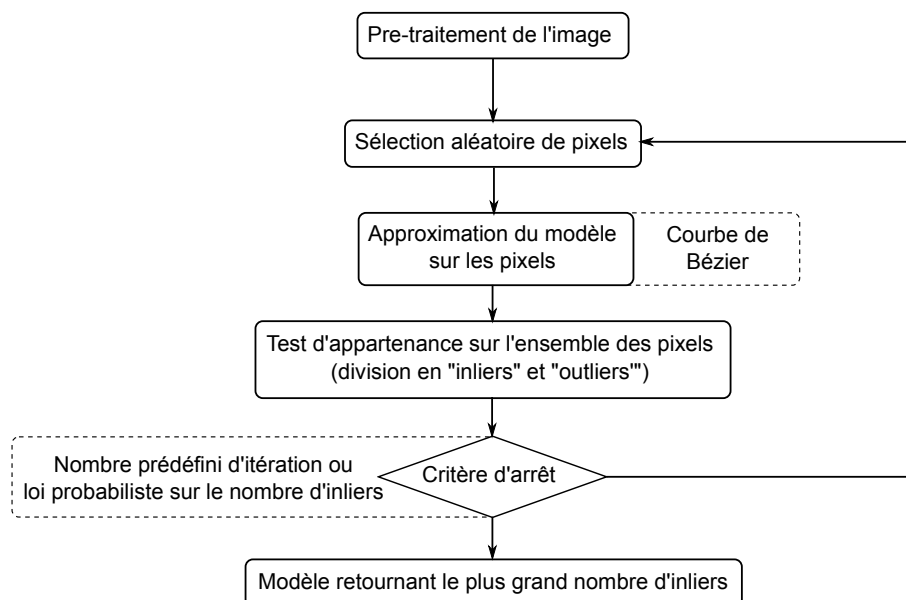 Pre-traitement de l'image
Sélection aléatoire de pixels
Approximation du modèle
sur les pixels
Courbe de
Bézier
Test d'appartenance sur l'ensemble des pixels
(division en "inliers" et "outliers'")
Nombre prédéfini d'itération ou
loi probabiliste sur le nombre d'inliers
Critère d'arrêt
Modèle retournant le plus grand nombre d'inliers